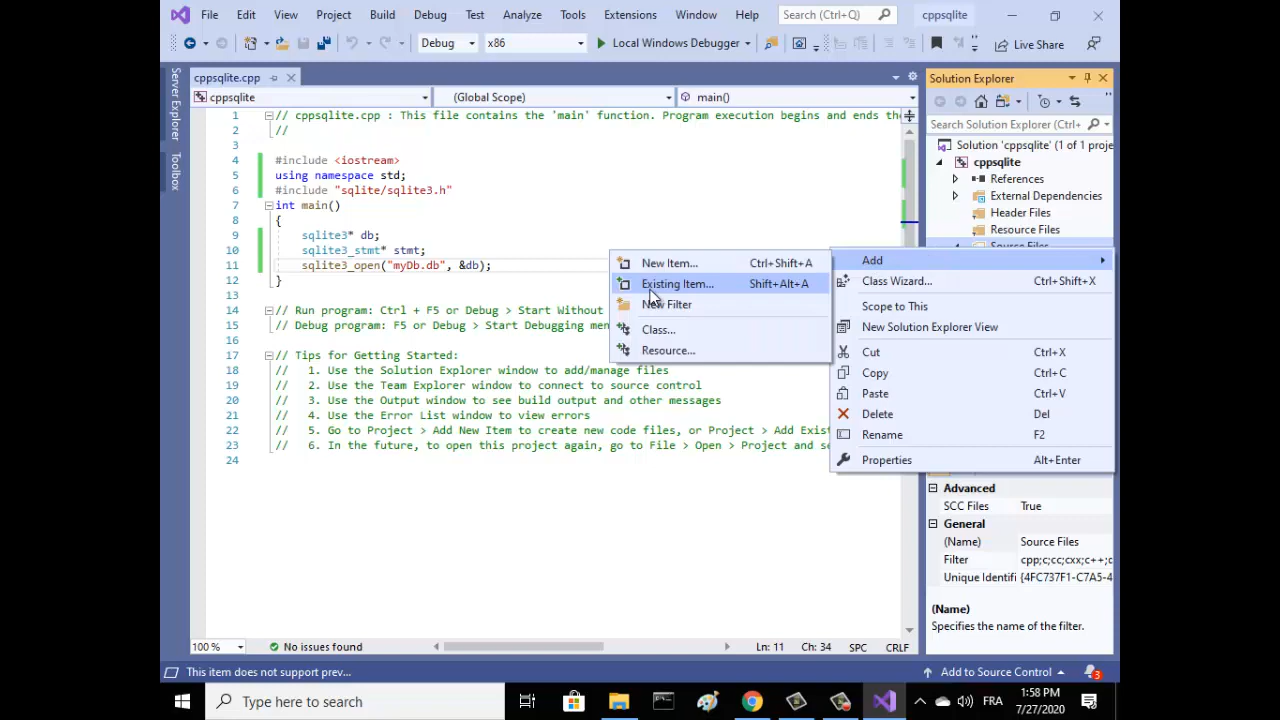 File Edit View Project Build Debug Test Analyze Tools Extensions Window Help Search (Ctrl+Q) cppsqlite
Debug x86 Local Windows Debugger Live Share
Server Explorer
Toolbox
cppsqlite.cpp
cppsqlite (Global Scope) main()
1 // cppsqlite.cpp : This file contains the 'main' function. Program execution begins and ends the
2 //
3
4 #include <iostream>
5 using namespace std;
6 #include "sqlite/sqlite3.h"
7 int main()
8 {
9 sqlite3* db;
10 sqlite3_stmt* stmt;
11 sqlite3_open("myDb.db", &db);
12 }
13
14 // Run program: Ctrl + F5 or Debug > Start Without
15 // Debug program: F5 or Debug > Start Debugging men
16
17 // Tips for Getting Started:
18 // 1. Use the Solution Explorer window to add/manage files
19 // 2. Use the Team Explorer window to connect to source control
20 // 3. Use the Output window to see build output and other messages
21 // 4. Use the Error List window to view errors
22 // 5. Go to Project > Add New Item to create new code files, or Project > Add Exist
23 // 6. In the future, to open this project again, go to File > Open > Project and se
24
New Item... Ctrl+Shift+A
Existing Item... Shift+Alt+A
New Filter
Class...
Resource...
Solution Explorer
Search Solution Explorer (Ctrl+
Solution 'cppsqlite' (1 of 1 proje
cppsqlite
References
External Dependencies
Header Files
Resource Files
Source Files
Add
Class Wizard... Ctrl+Shift+X
Scope to This
New Solution Explorer View
Cut Ctrl+X
Copy Ctrl+C
Paste Ctrl+V
Delete Del
Rename F2
Properties Alt+Enter
Advanced
SCC Files True
General
(Name) Source Files
Filter cpp;c;cc;cxx;c++;c
Unique Identifi {4FC737F1-C7A5-4
(Name)
Specifies the name of the filter.
100 % No issues found Ln: 11 Ch: 34 SPC CRLF
This item does not support prev... Add to Source Control 3
Type here to search FRA 1:58 PM
7/27/2020